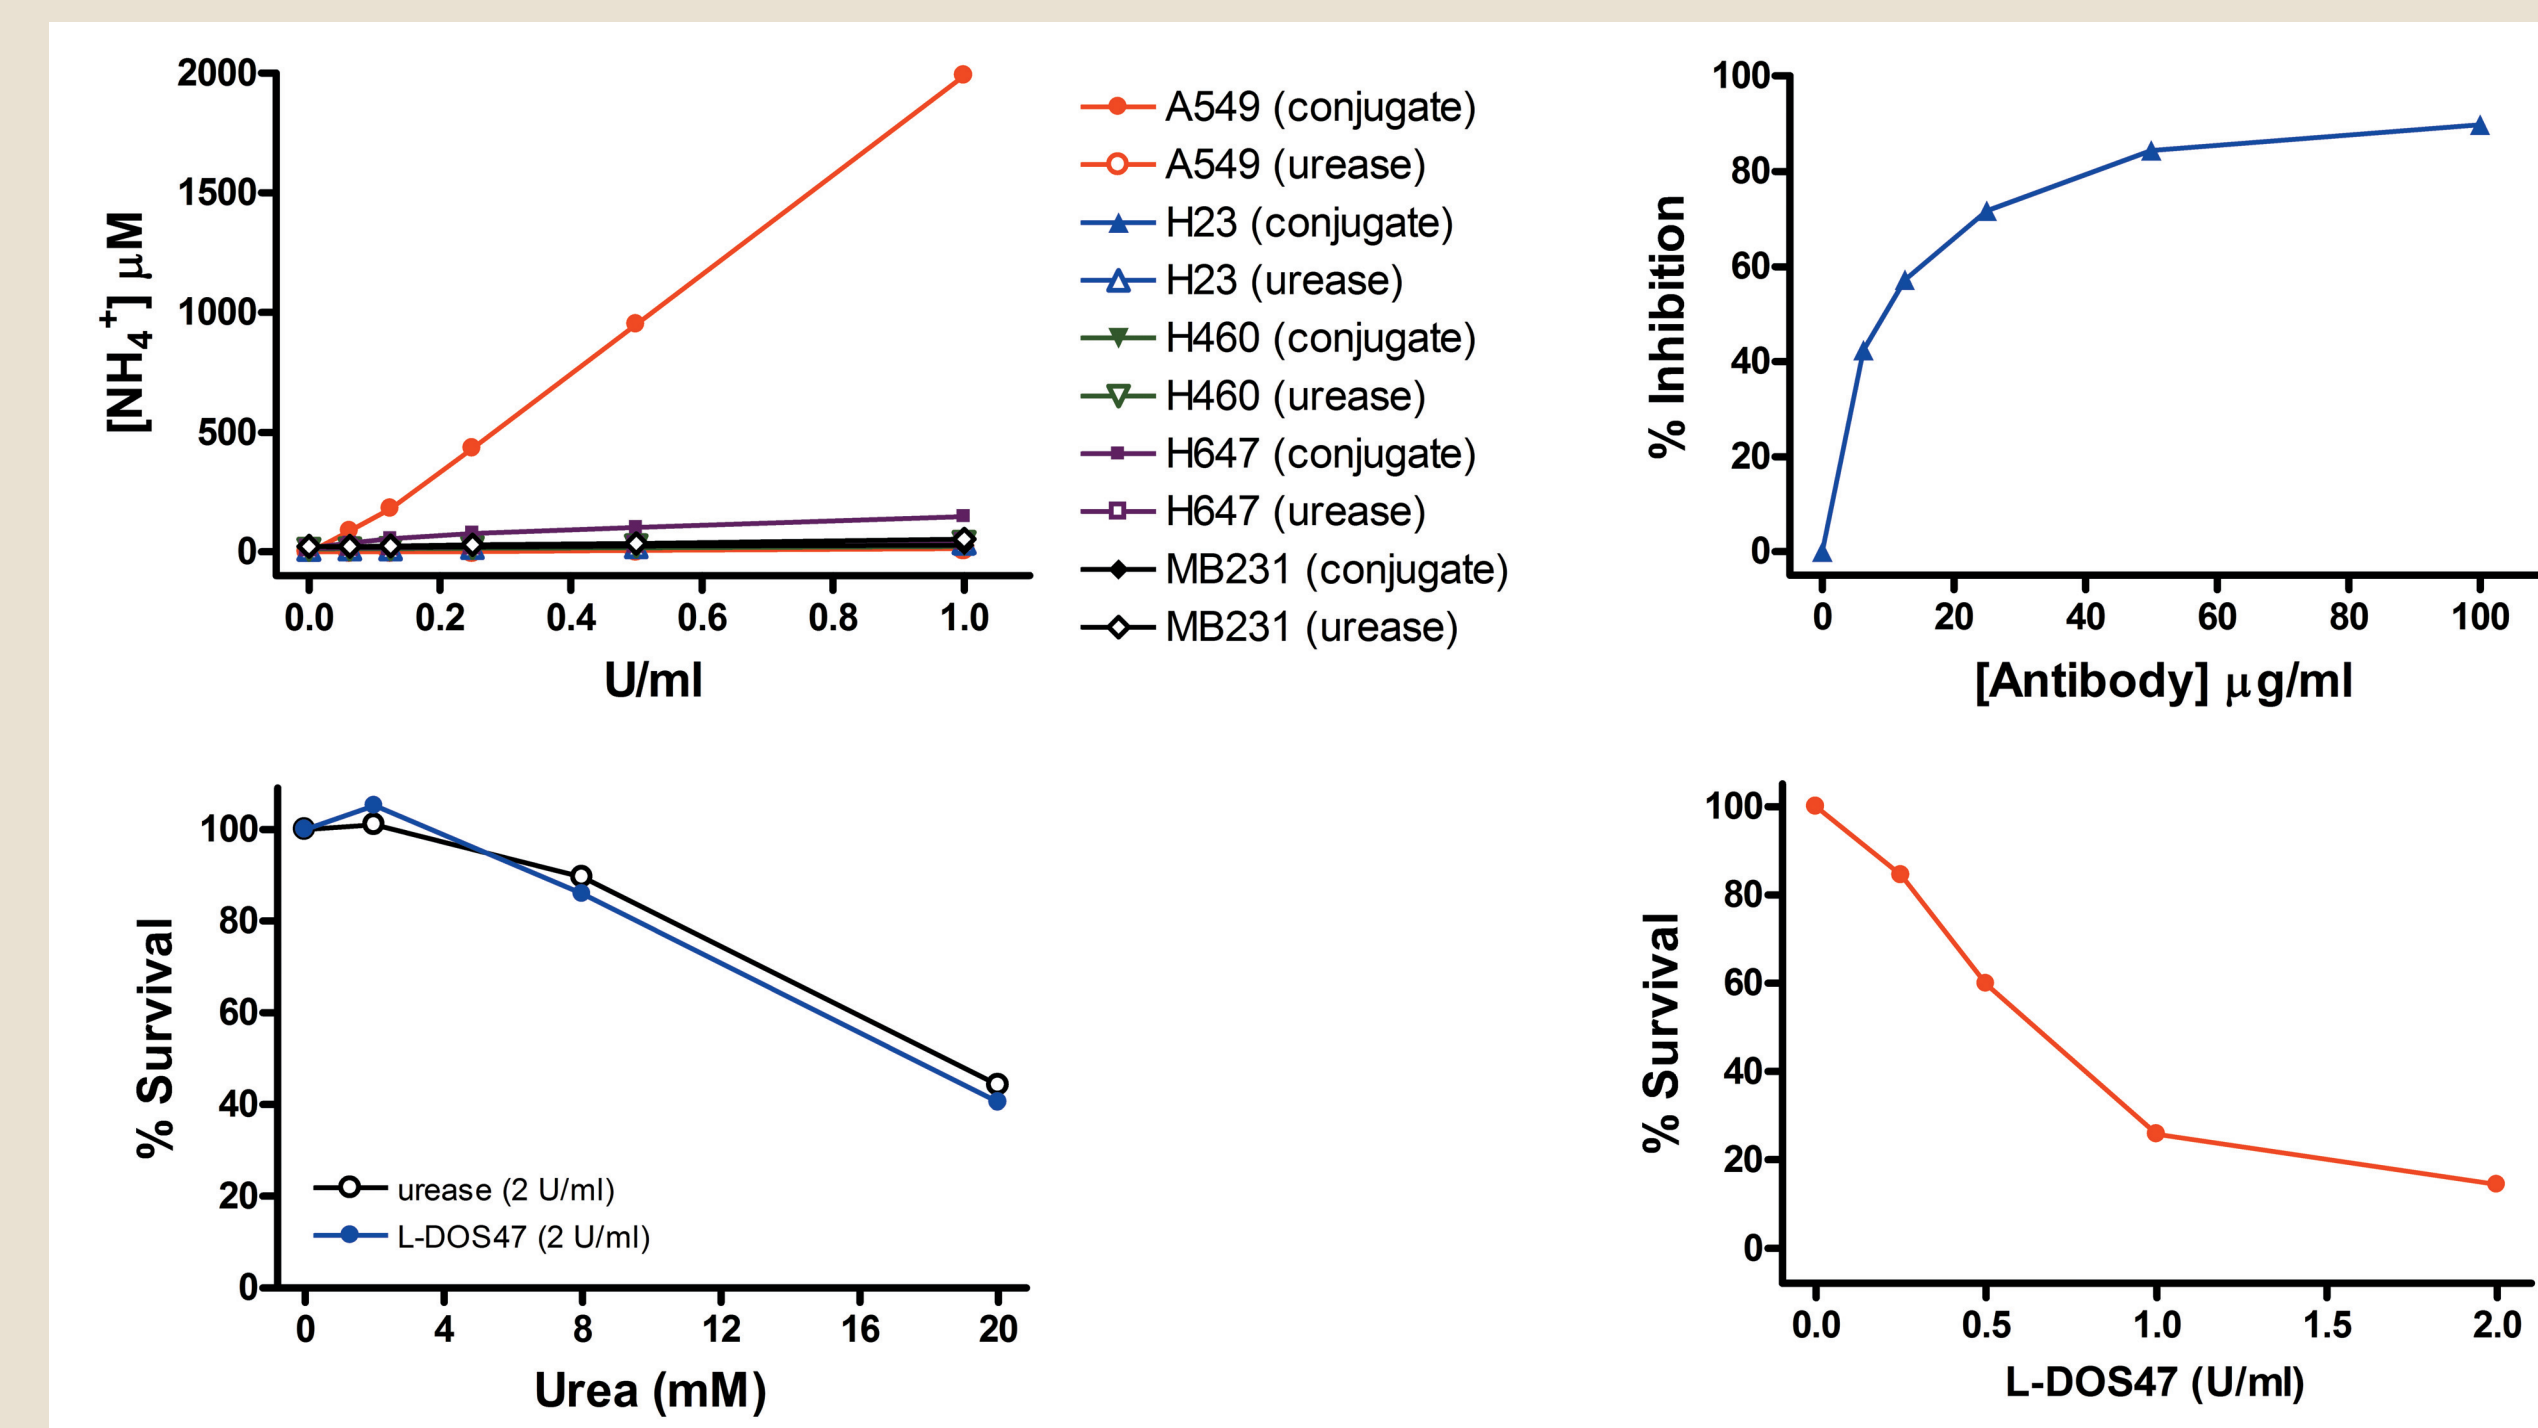 2000
1500
1000
500
0
[NH4+] μM
0.0 0.2 0.4 0.6 0.8 1.0
U/ml
A549 (conjugate)
A549 (urease)
H23 (conjugate)
H23 (urease)
H460 (conjugate)
H460 (urease)
H647 (conjugate)
H647 (urease)
MB231 (conjugate)
MB231 (urease)
100
80
60
40
20
0
% Inhibition
0 20 40 60 80 100
[Antibody] μg/ml
100
80
60
40
20
0
% Survival
urease (2 U/ml)
L-DOS47 (2 U/ml)
0 4 8 12 16 20
Urea (mM)
100
80
60
40
20
0
% Survival
0.0 0.5 1.0 1.5 2.0
L-DOS47 (U/ml)